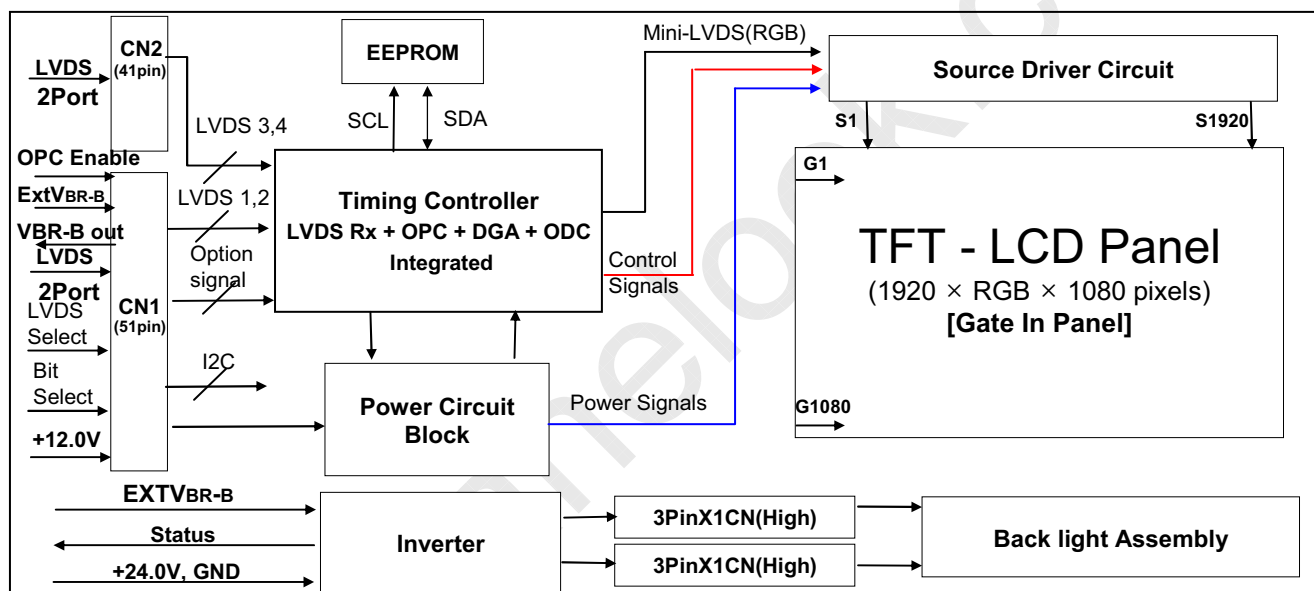 CN2
(41pin)
LVDS
2Port
EEPROM
SCL
SDA
LVDS 3,4
Mini-LVDS(RGB)
Source Driver Circuit
S1
S1920
OPC Enable
ExtVBR-B
VBR-B out
LVDS
2Port
LVDS
Select
Bit
Select
+12.0V
CN1
(51pin)
LVDS 1,2
Option
signal
I2C
Timing Controller
LVDS Rx + OPC + DGA + ODC
Integrated
Control
Signals
Power Circuit
Block
Power Signals
G1
TFT - LCD Panel
(1920 × RGB × 1080 pixels)
[Gate In Panel]
G1080
EXTVBR-B
Status
+24.0V, GND
Inverter
3PinX1CN(High)
3PinX1CN(High)
Back light Assembly